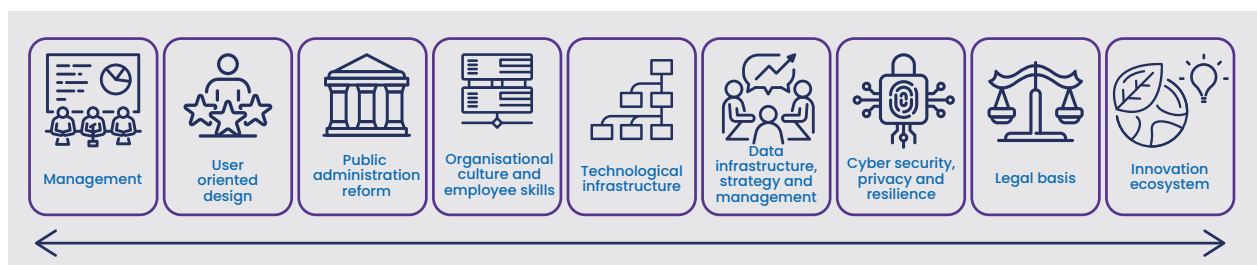 Management
User
oriented
design
Public
administration
reform
Organisational
culture and
employee skills
Technological
infrastructure
Data
infrastructure,
strategy and
management
Cyber security,
privacy and
resilience
Legal basis
Innovation
ecosystem